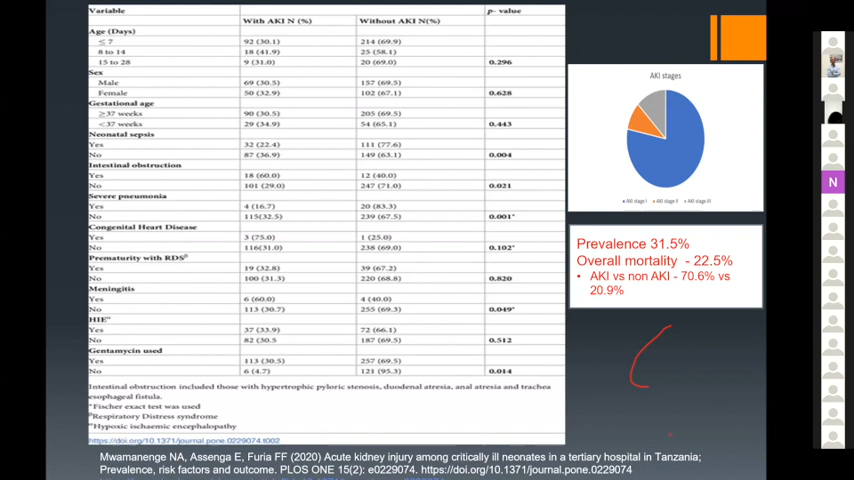 Variable p- value
With AKI N (%) Without AKI N(%)
Age (Days)
≤ 7 92 (30.1) 214 (69.9)
8 to 14 18 (41.9) 25 (58.1)
15 to 28 9 (31.0) 20 (69.0) 0.296
Sex
Male 69 (30.5) 157 (69.5)
Female 50 (32.9) 102 (67.1) 0.628
Gestational age
≥37 weeks 90 (30.5) 205 (69.5)
<37 weeks 29 (34.9) 54 (65.1) 0.443
Neonatal sepsis
Yes 32 (22.4) 111 (77.6)
No 87 (36.9) 149 (63.1) 0.004
Intestinal obstruction
Yes 18 (60.0) 12 (40.0)
No 101 (29.0) 247 (71.0) 0.021
Severe pneumonia
Yes 4 (16.7) 20 (83.3)
No 115(32.5) 239 (67.5) 0.001*
Congenital Heart Disease
Yes 3 (75.0) 1 (25.0)
No 116(31.0) 238 (69.0) 0.102*
Prematurity with RDSᵝ
Yes 19 (32.8) 39 (67.2)
No 100 (31.3) 220 (68.8) 0.820
Meningitis
Yes 6 (60.0) 4 (40.0)
No 113 (30.7) 255 (69.3) 0.049*
HIE
Yes 37 (33.9) 72 (66.1)
No 82 (30.5 187 (69.5) 0.512
Gentamycin used
Yes 113 (30.5) 257 (69.5)
No 6 (4.7) 121 (95.3) 0.014
Intestinal obstruction included those with hypertrophic pyloric stenosis, duodenal atresia, anal atresia and trachea
esophageal fistula.
*Fischer exact test was used
ᵝRespiratory Distress syndrome
Hypoxic ischaemic encephalopathy
https://doi.org/10.1371/journal.pone.0229074.t002
AKI stages
AKI stage I AKI stage II AKI stage III
Prevalence 31.5%
Overall mortality - 22.5%
• AKI vs non AKI - 70.6% vs
20.9%
Mwamanenge NA, Assenga E, Furia FF (2020) Acute kidney injury among critically ill neonates in a tertiary hospital in Tanzania;
Prevalence, risk factors and outcome. PLOS ONE 15(2): e0229074. https://doi.org/10.1371/journal.pone.0229074
N